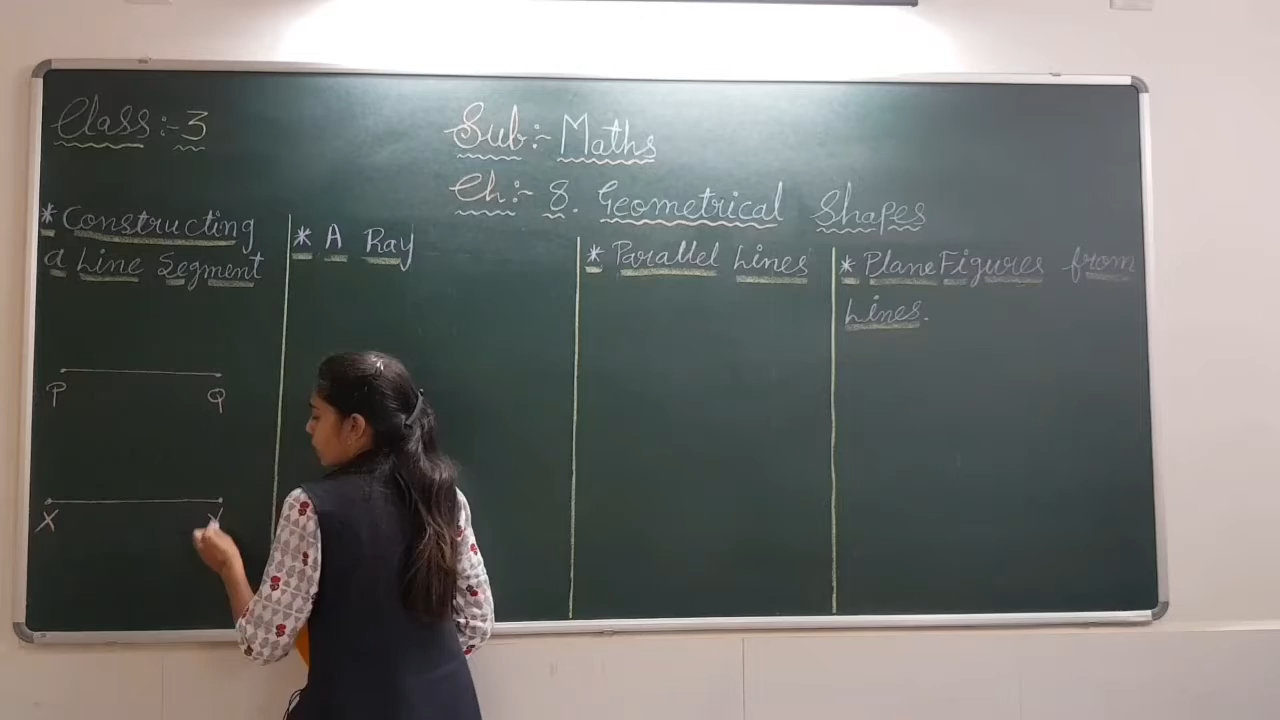 Class:-3
Sub:- Maths
Ch:- 8. Geometrical Shapes
* Constructing
a Line Segment
P Q
X Y
* A Ray
* Parallel Lines
* Plane Figures from
Lines.